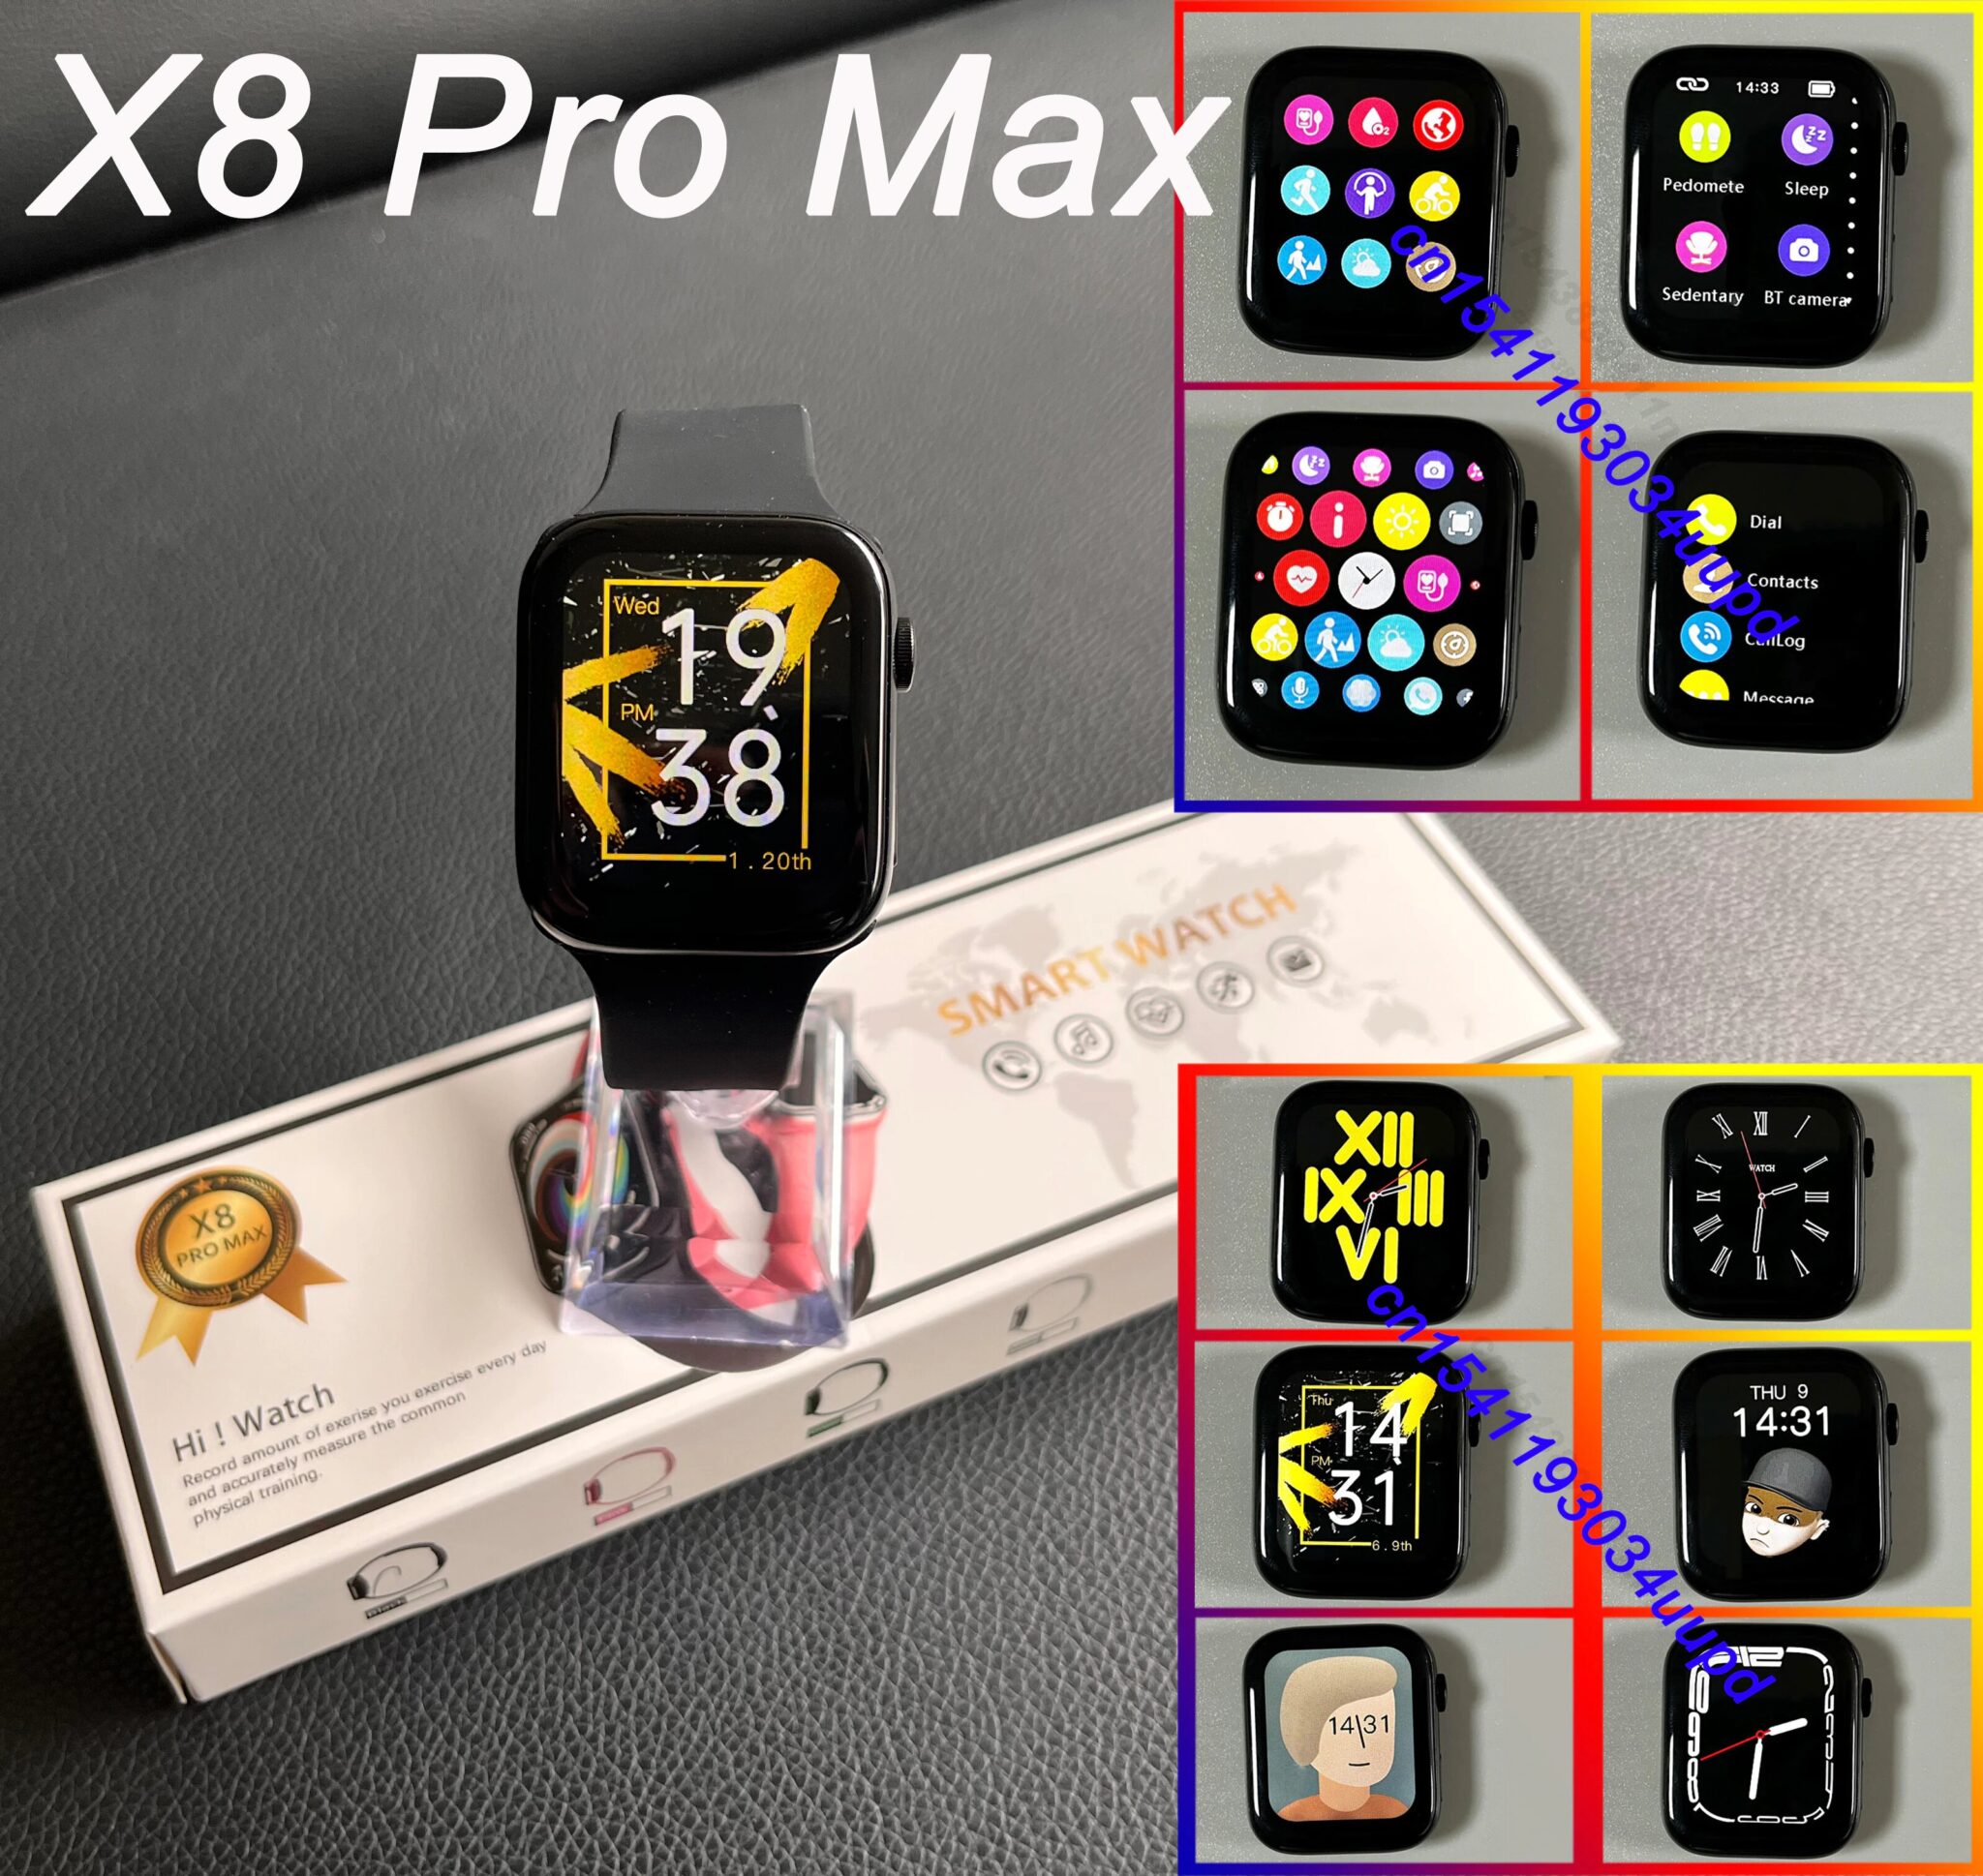 X8 Pro Max
14:33
Pedomete
Sleep
Sedentary
BT camera
Dial
Contacts
CallLog
Message
cn1541193034uupd
Wed
19
PM
38
1.20th
SMART WATCH
X8
PRO MAX
Hi ! Watch
Record amount of exerise you exercise every day
and accurately measure the common
physical training.
XII
IX III
VI
XII
WATCH
Thu
14
PM
31
6.9th
THU 9
14:31
14\31
12
cn1541193034uupd